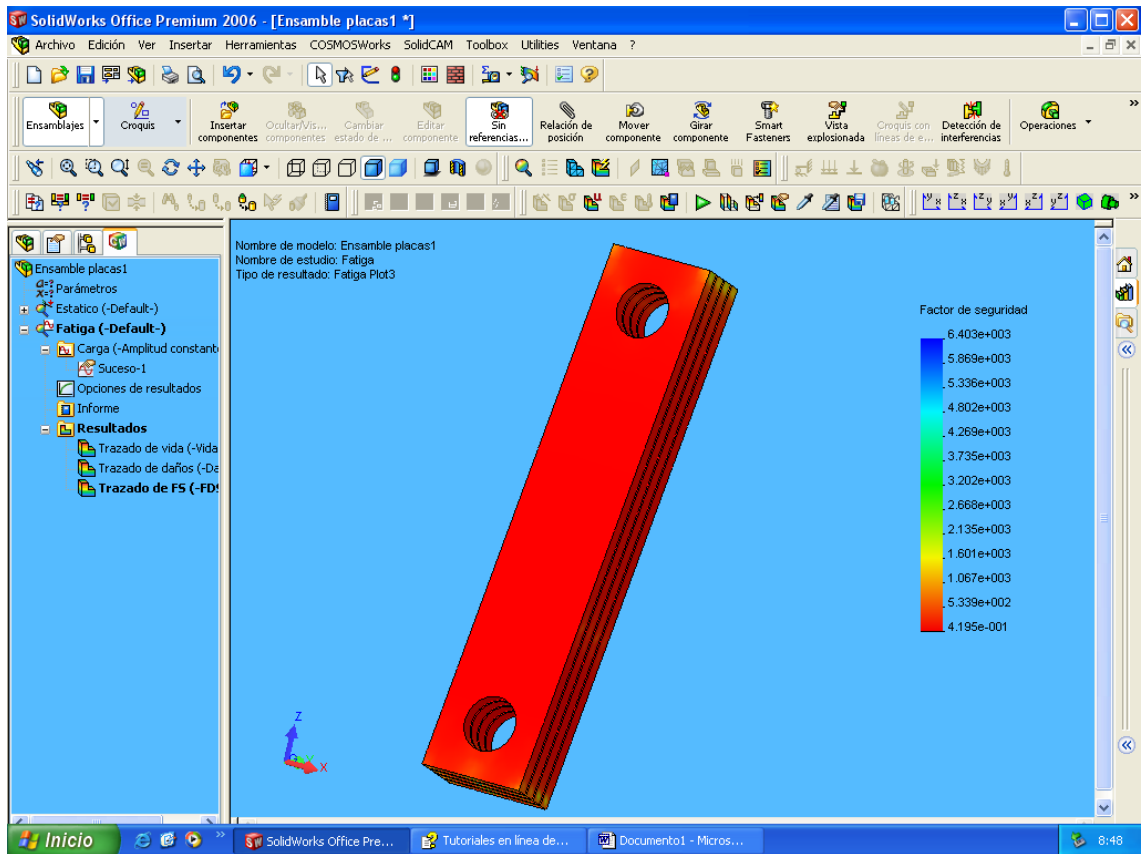 SolidWorks Office Premium 2006 - [Ensamble placas1 *]
Archivo Edición Ver Insertar Herramientas COSMOSWorks SolidCAM Toolbox Utilities Ventana ?
Ensamblajes
Croquis
Insertar componentes
Ocultar/Vis... componentes
Cambiar estado de ...
Editar componente
Sin referencias...
Relación de posición
Mover componente
Girar componente
Smart Fasteners
Vista explosionada
Croquis con líneas de e...
Detección de interferencias
Operaciones
Ensamble placas1
Parámetros
Estatico (-Default-)
Fatiga (-Default-)
Carga (-Amplitud constant
Suceso-1
Opciones de resultados
Informe
Resultados
Trazado de vida (-Vida
Trazado de daños (-Da
Trazado de FS (-FDS
Nombre de modelo: Ensamble placas1
Nombre de estudio: Fatiga
Tipo de resultado: Fatiga Plot3
Factor de seguridad
6.403e+003
5.869e+003
5.336e+003
4.802e+003
4.269e+003
3.735e+003
3.202e+003
2.668e+003
2.135e+003
1.601e+003
1.067e+003
5.339e+002
4.195e-001
Z
X
Inicio
SolidWorks Office Pre...
Tutoriales en línea de...
Documento1 - Micros...
8:48